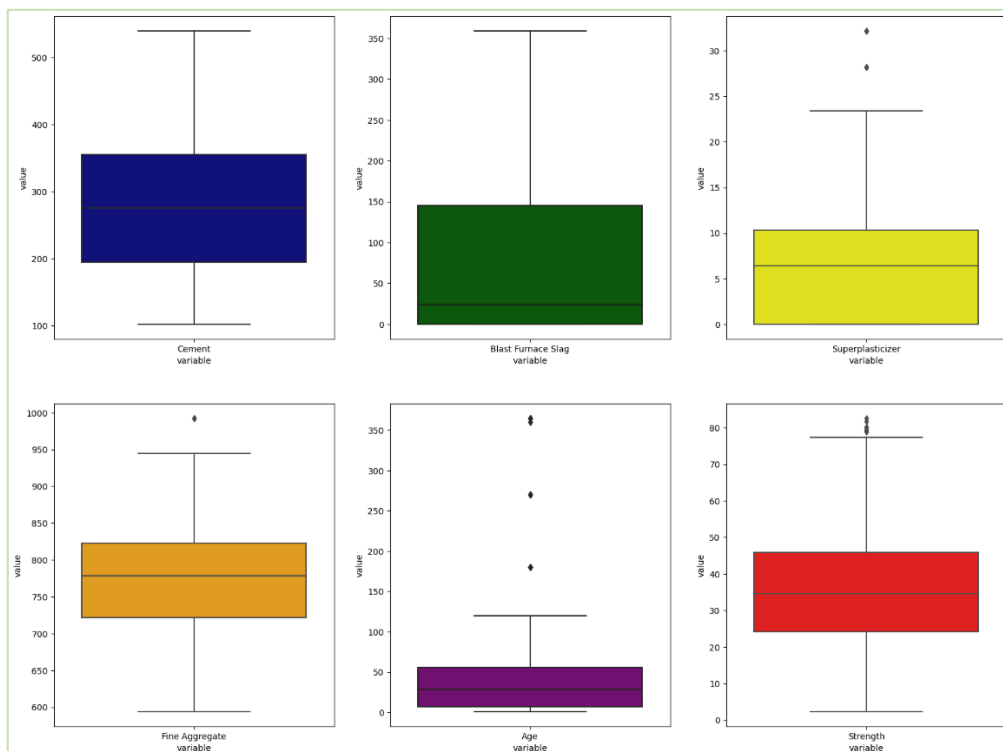 value
500
400
300
200
100
Cement
variable
value
350
300
250
200
150
100
50
0
Blast Furnace Slag
variable
value
30
25
20
15
10
5
0
Superplasticizer
variable
value
1000
950
900
850
800
750
700
650
600
Fine Aggregate
variable
value
350
300
250
200
150
100
50
0
Age
variable
value
80
70
60
50
40
30
20
10
0
Strength
variable